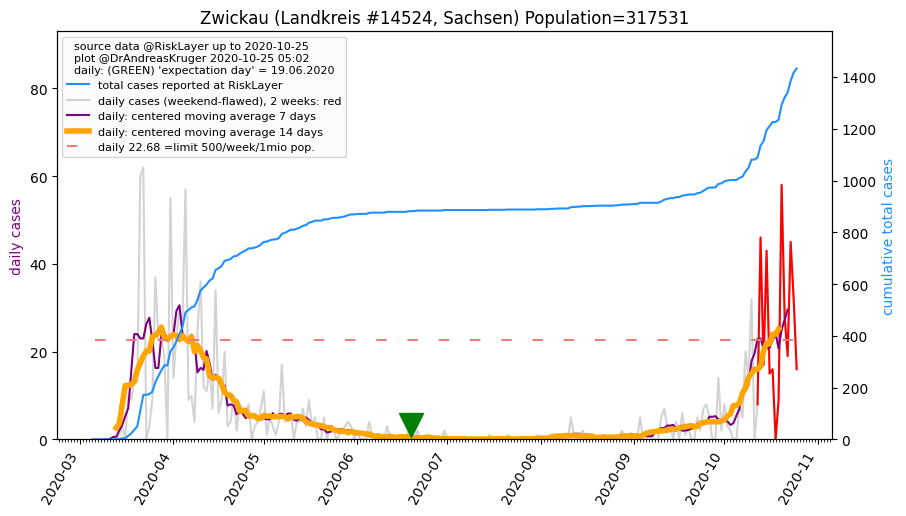 Zwickau (Landkreis #14524, Sachsen) Population=317531
source data @RiskLayer up to 2020-10-25
plot @DrAndreasKruger 2020-10-25 05:02
daily: (GREEN) 'expectation day' = 19.06.2020
total cases reported at RiskLayer
daily cases (weekend-flawed), 2 weeks: red
daily: centered moving average 7 days
daily: centered moving average 14 days
daily 22.68 =limit 500/week/1mio pop.
daily cases
80
60
40
20
0
cumulative total cases
1400
1200
1000
800
600
400
200
0
2020-03
2020-04
2020-05
2020-06
2020-07
2020-08
2020-09
2020-10
2020-11